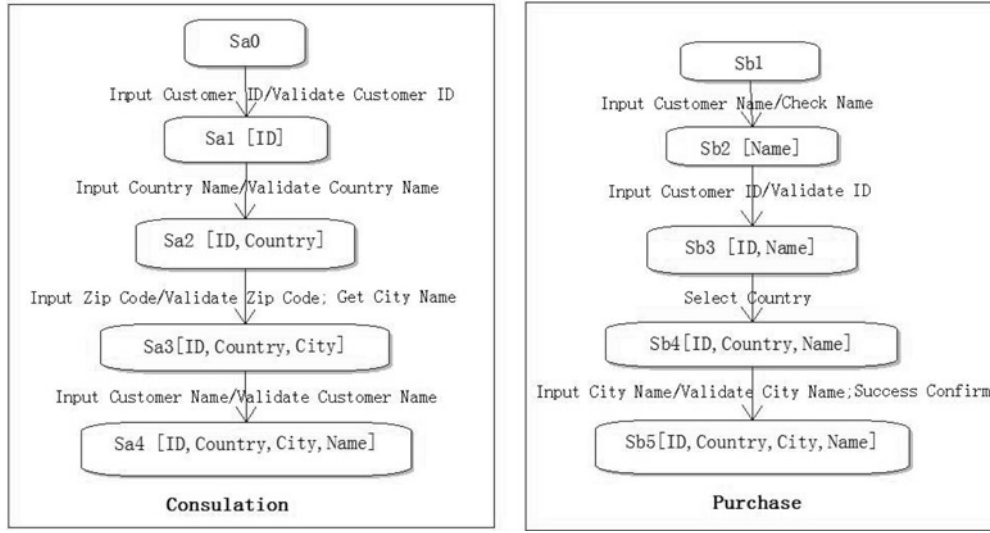 Sa0
Input Customer ID/Validate Customer ID
Sa1 [ID]
Input Country Name/Validate Country Name
Sa2 [ID,Country]
Input Zip Code/Validate Zip Code; Get City Name
Sa3[ID,Country,City]
Input Customer Name/Validate Customer Name
Sa4 [ID,Country,City,Name]
Consulation
Sb1
Input Customer Name/Check Name
Sb2 [Name]
Input Customer ID/Validate ID
Sb3 [ID,Name]
Select Country
Sb4[ID,Country,Name]
Input City Name/Validate City Name;Success Confirm
Sb5[ID,Country,City,Name]
Purchase